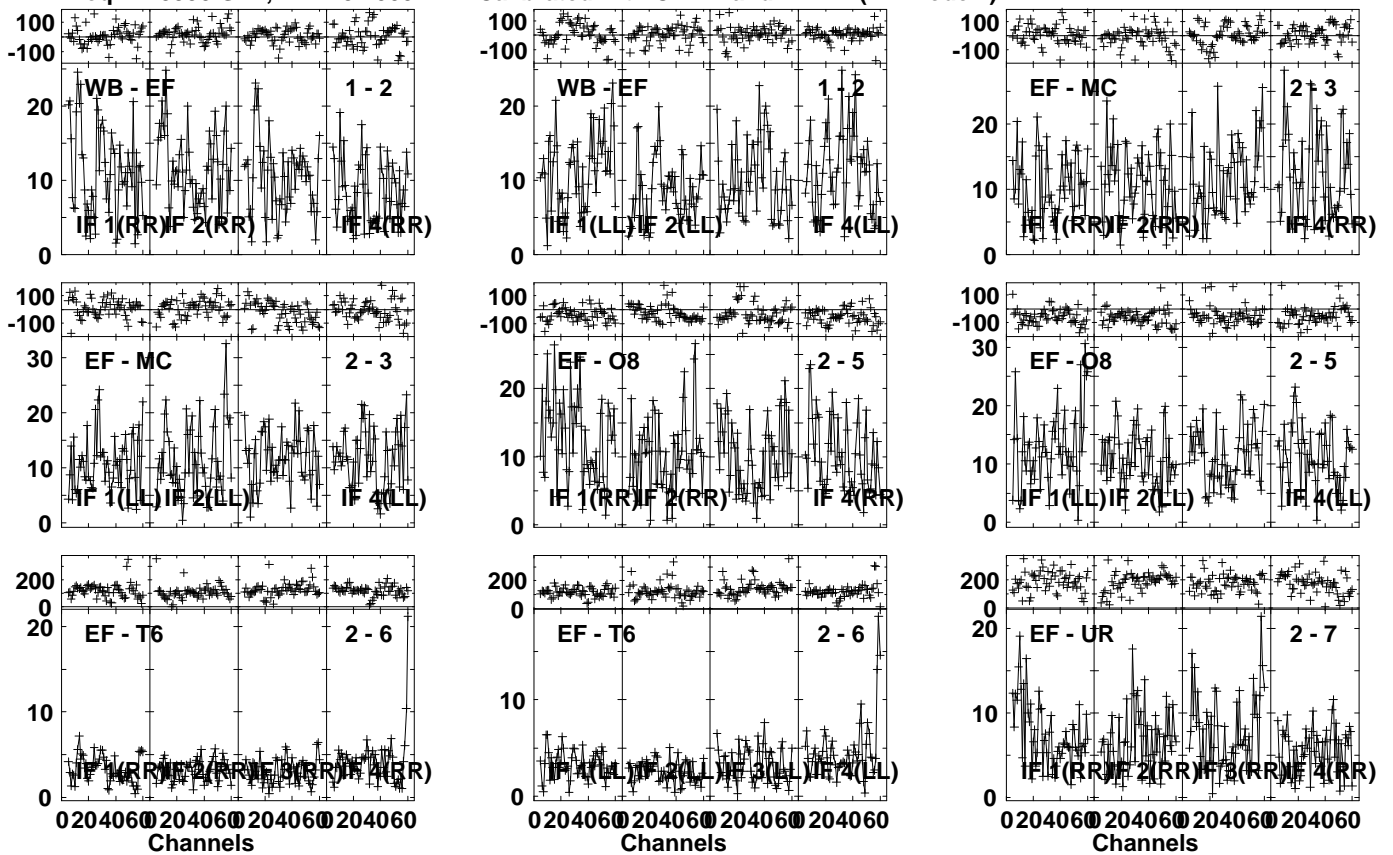 100
-100
WB - EF 1 - 2
20
10
0
IF 1(RR) IF 2(RR) IF 4(RR)
100
-100
WB - EF 1 - 2
20
10
0
IF 1(LL) IF 2(LL) IF 4(LL)
100
-100
EF - MC 2 - 3
20
10
0
IF 1(RR) IF 2(RR) IF 4(RR)
100
-100
EF - MC 2 - 3
30
20
10
0
IF 1(LL) IF 2(LL) IF 4(LL)
100
-100
EF - O8 2 - 5
20
10
0
IF 1(RR) IF 2(RR) IF 4(RR)
100
-100
EF - O8 2 - 5
30
20
10
0
IF 1(LL) IF 2(LL) IF 4(LL)
200
0
EF - T6 2 - 6
20
10
0
IF 1(RR) IF 2(RR) IF 3(RR) IF 4(RR)
0 20 40 60 0 20 40 60 0 20 40 60 0 20 40 60
Channels
200
0
EF - T6 2 - 6
10
0
IF 1(LL) IF 2(LL) IF 3(LL) IF 4(LL)
0 20 40 60 0 20 40 60 0 20 40 60 0 20 40 60
Channels
200
0
EF - UR 2 - 7
20
10
0
IF 1(RR) IF 2(RR) IF 3(RR) IF 4(RR)
0 20 40 60 0 20 40 60 0 20 40 60 0 20 40 60
Channels